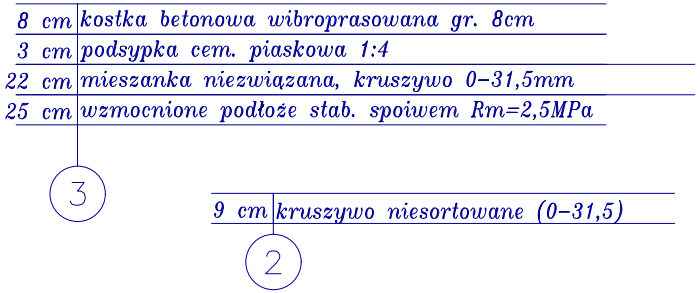 8 cm kostka betonowa wibroprasowana gr. 8cm
3 cm podsypka cem. piaskowa 1:4
22 cm mieszanka niezwiązana, kruszywo 0-31,5mm
25 cm wzmocnione podłoże stab. spoiwem Rm=2,5MPa
3
9 cm kruszywo niesortowane (0-31,5)
2